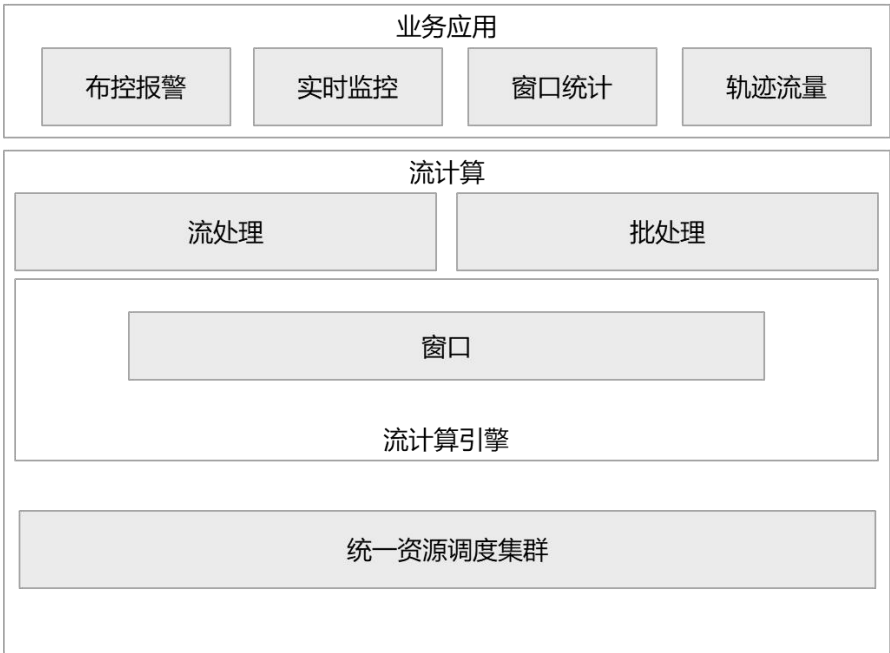 业务应用
布控报警 实时监控 窗口统计 轨迹流量
流计算
流处理 批处理
窗口
流计算引擎
统一资源调度集群